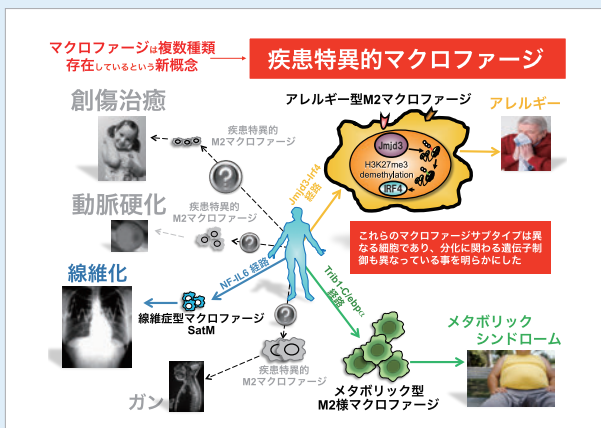 マクロファージは複数種類
存在しているという新概念
疾患特異的マクロファージ
創傷治癒
疾患特異的
M2マクロファージ
?
アレルギー型M2マクロファージ
アレルギー
Jmjd3
H3K27me3
demethylation
IRF4
Jmjd3-Irf4
経路
動脈硬化
疾患特異的
M2マクロファージ
?
これらのマクロファージサブタイプは異
なる細胞であり、分化に関わる遺伝子制
御も異なっている事を明らかにした
線維化
NF-IL6 経路
線維症型マクロファージ
SatM
Trib1-C/ebpα
経路
?
疾患特異的
M2マクロファージ
ガン
メタボリック
シンドローム
メタボリック型
M2様マクロファージ